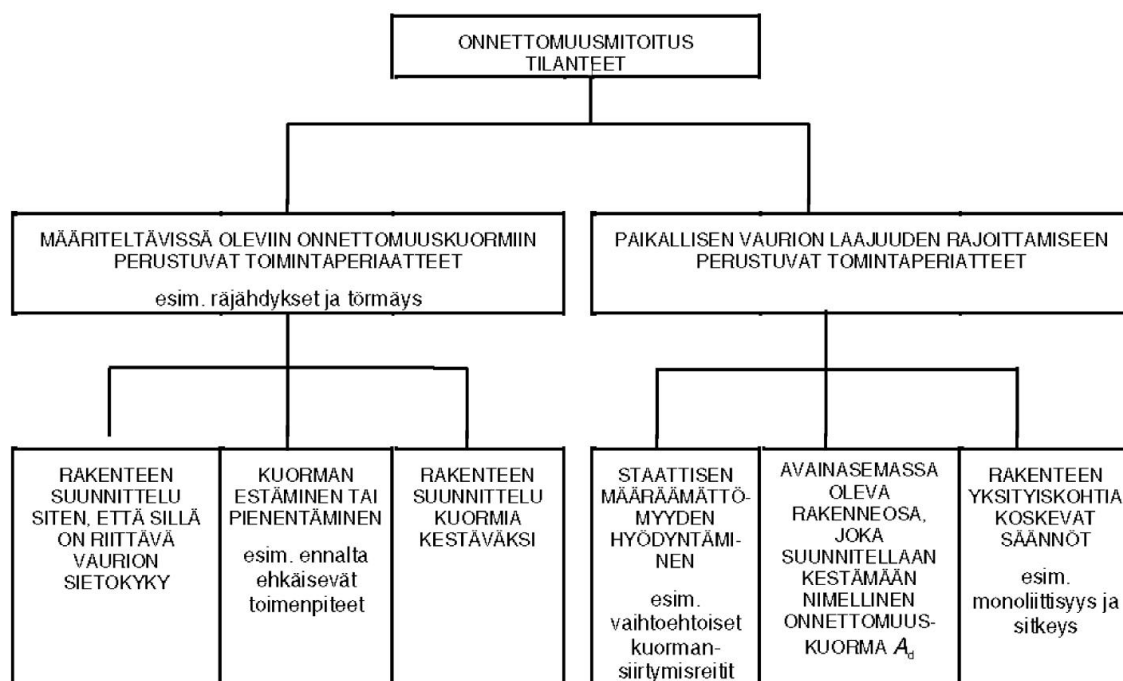 ONNETTOMUUSMITOITUS
TILANTEET
MÄÄRITELTÄVISSÄ OLEVIIN ONNETTOMUUSKUORMIIN
PERUSTUVAT TOIMINTAPERIAATTEET
esim. räjähdykset ja törmäys
PAIKALLISEN VAURION LAAJUUDEN RAJOITTAMISEEN
PERUSTUVAT TOMINTAPERIATTEET
RAKENTEEN
SUUNNITTELU
SITEN, ETTÄ SILLÄ
ON RIITTÄVÄ
VAURION
SIETOKYKY
KUORMAN
ESTÄMINEN TAI
PIENENTÄMINEN
esim. ennalta
ehkäisevät
toimenpiteet
RAKENTEEN
SUUNNITTELU
KUORMIA
KESTÄVÄKSI
STAATTISEN
MÄÄRÄÄMÄTTÖ-
MYYDEN
HYÖDYNTÄMI-
NEN
esim.
vaihtoehtoiset
kuorman-
siirtymisreitit
AVAINASEMASSA
OLEVA
RAKENNEOSA,
JOKA
SUUNNITELLAAN
KESTÄMÄÄN
NIMELLINEN
ONNETTOMUUS-
KUORMA Ad
RAKENTEEN
YKSITYISKOHTIA
KOSKEVAT
SÄÄNNÖT
esim.
monoliittisyys ja
sitkeys